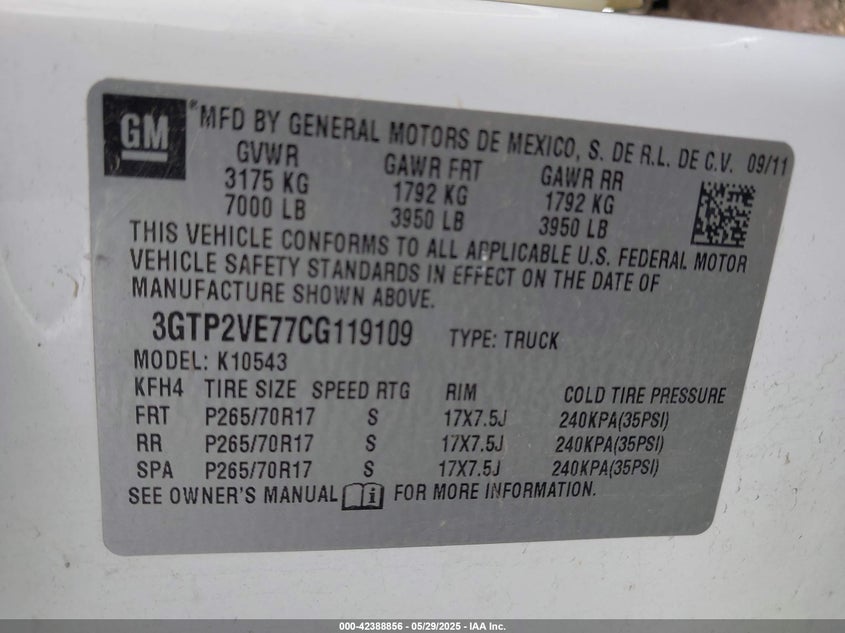 GM
*MFD BY GENERAL MOTORS DE MEXICO, S. DE R.L. DE C.V. 09/11
GVWR GAWR FRT GAWR RR
3175 KG 1792 KG 1792 KG
7000 LB 3950 LB 3950 LB
THIS VEHICLE CONFORMS TO ALL APPLICABLE U.S. FEDERAL MOTOR
VEHICLE SAFETY STANDARDS IN EFFECT ON THE DATE OF
MANUFACTURE SHOWN ABOVE.
3GTP2VE77CG119109 TYPE: TRUCK
MODEL: K10543
KFH4 TIRE SIZE SPEED RTG RIM COLD TIRE PRESSURE
FRT P265/70R17 S 17X7.5J 240KPA(35PSI)
RR P265/70R17 S 17X7.5J 240KPA(35PSI)
SPA P265/70R17 S 17X7.5J 240KPA(35PSI)
SEE OWNER'S MANUAL i FOR MORE INFORMATION.
000-42388856 - 05/29/2025 - IAA Inc.